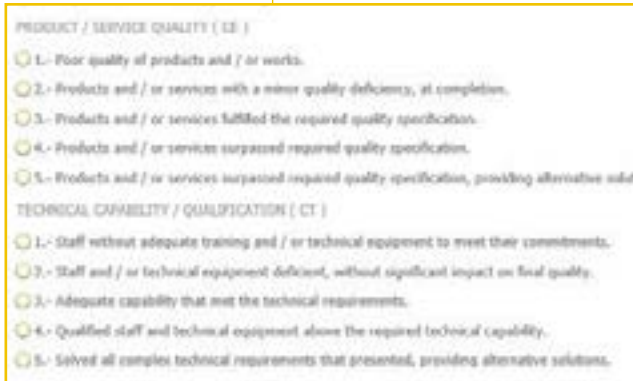 PRODUCT / SERVICE QUALITY ( CE )
1.- Poor quality of products and / or works.
2.- Products and / or services with a minor quality deficiency, at completion.
3.- Products and / or services fulfilled the required quality specification.
4.- Products and / or services surpassed required quality specification.
5.- Products and / or services surpassed required quality specification, providing alternative solut
TECHNICAL CAPABILITY / QUALIFICATION ( CT )
1.- Staff without adequate training and / or technical equipment to meet their commitments.
2.- Staff and / or technical equipment deficient, without significant impact on final quality.
3.- Adequate capability that met the technical requirements.
4.- Qualified staff and technical equipment above the required technical capability.
5.- Solved all complex technical requirements that presented, providing alternative solutions.